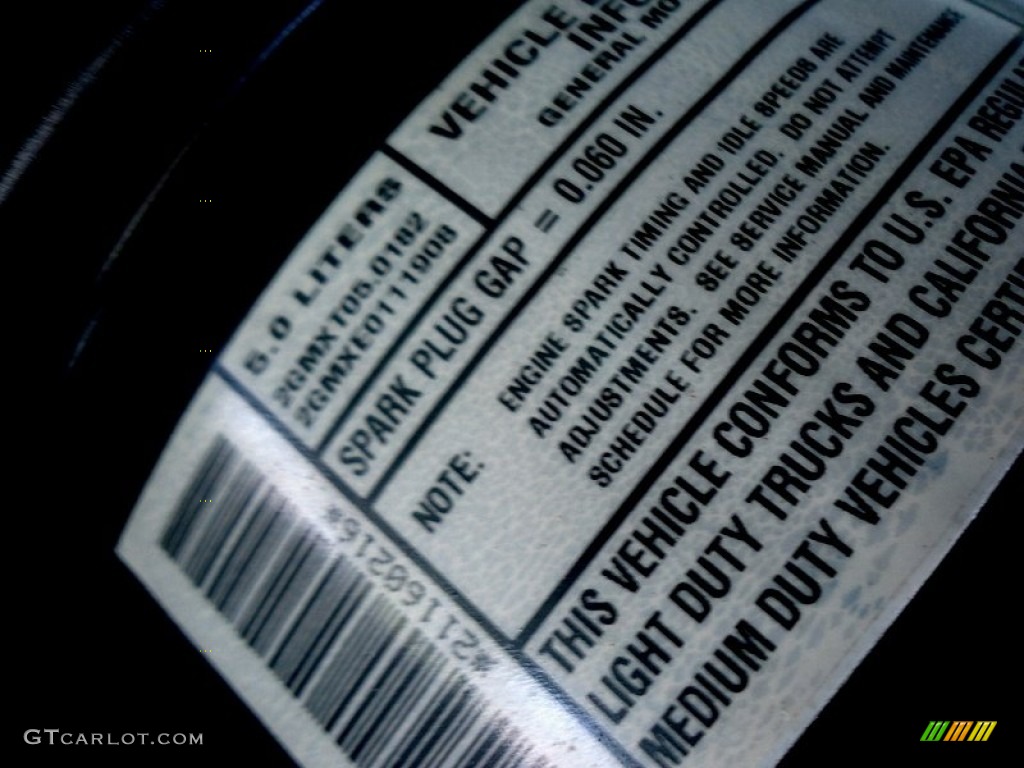 VEHICLE
INFO
GENERAL MO
5.0 LITERS
2GMXT05.0182
2GMXE0111908
SPARK PLUG GAP = 0.060 IN.
NOTE:
ENGINE SPARK TIMING AND IDLE SPEEDS ARE
AUTOMATICALLY CONTROLLED. DO NOT ATTEMPT
ADJUSTMENTS. SEE SERVICE MANUAL AND MAINTENANCE
SCHEDULE FOR MORE INFORMATION.
THIS VEHICLE CONFORMS TO U.S. EPA REGULA
LIGHT DUTY TRUCKS AND CALIFORNIA
MEDIUM DUTY VEHICLES CERTIF
*21160216*
GTCARLOT.COM